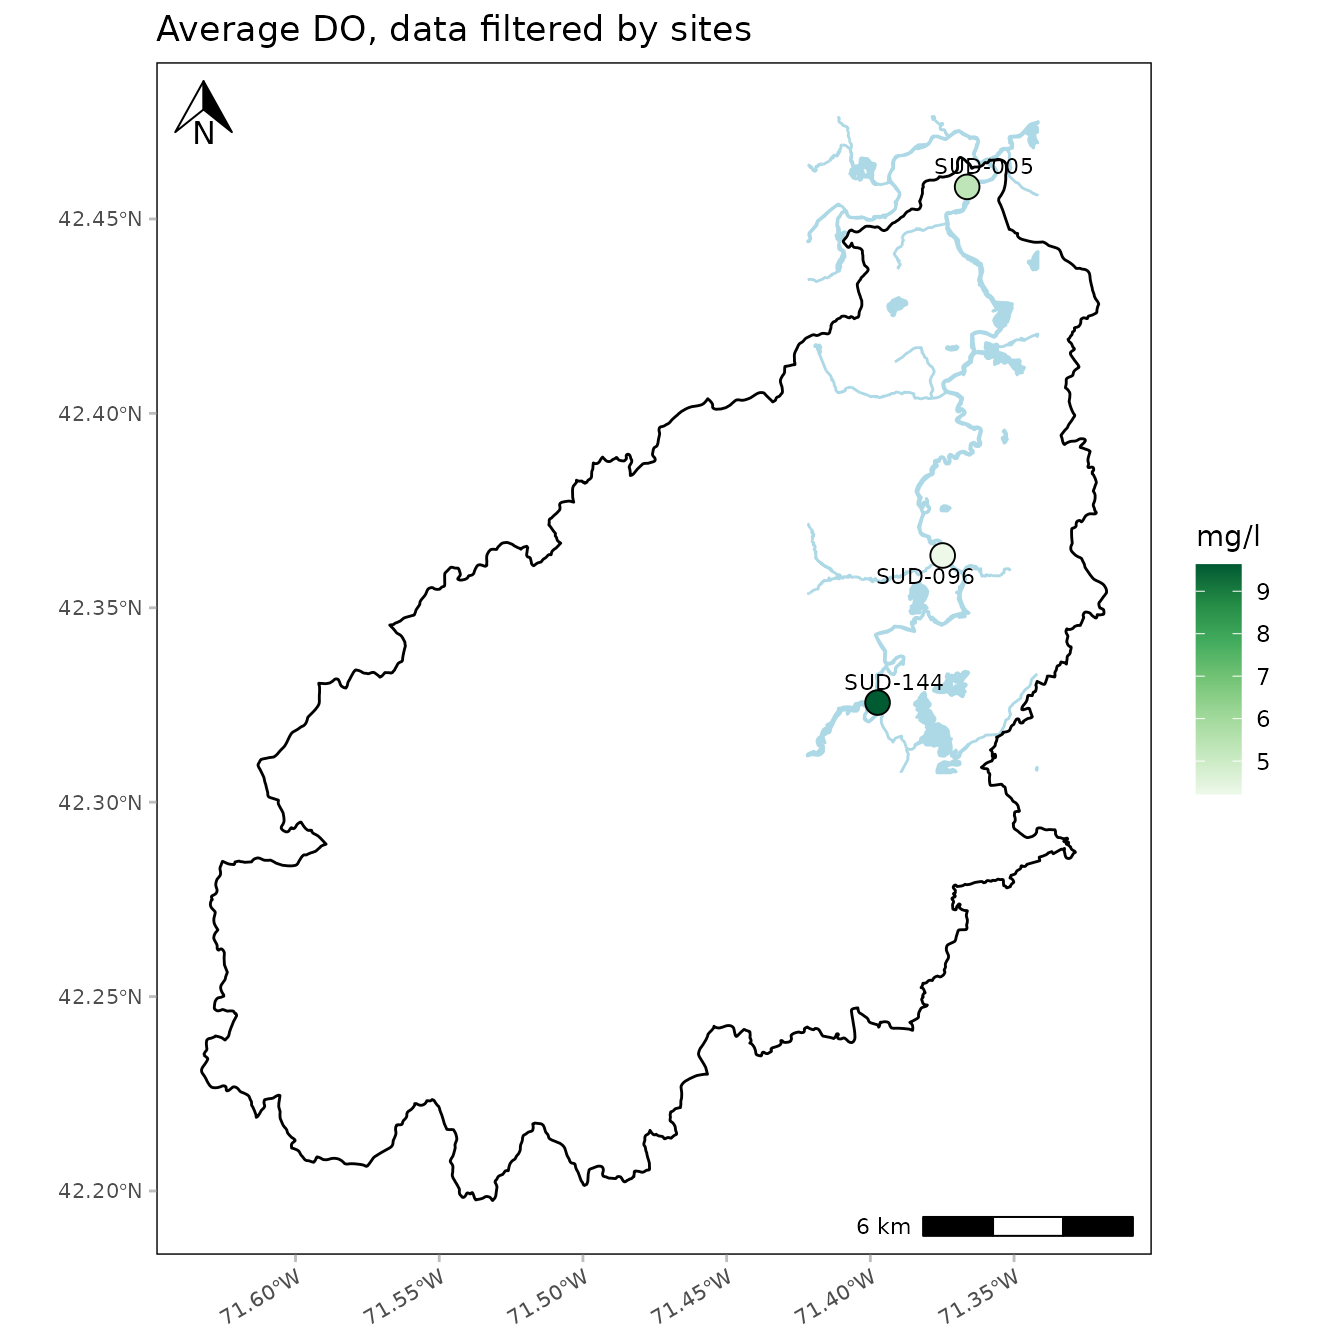 Average DO, data filtered by sites
N
SUD-005
SUD-096
SUD-144
42.45°N
42.40°N
42.35°N
42.30°N
42.25°N
42.20°N
71.60°W
71.55°W
71.50°W
71.45°W
71.40°W
71.35°W
6 km
mg/l
9
8
7
6
5